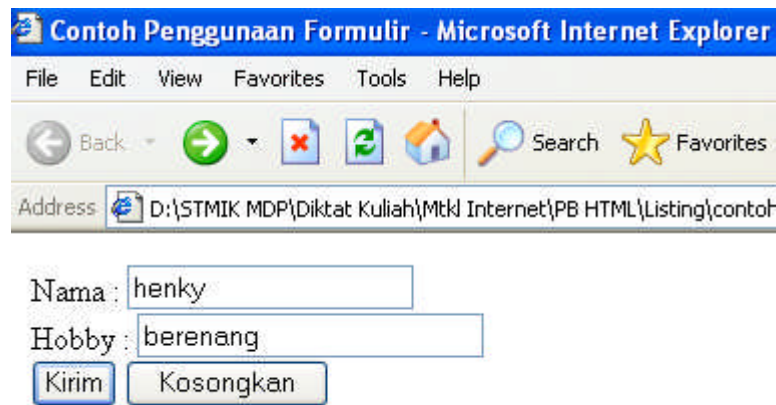 Contoh Penggunaan Formulir - Microsoft Internet Explorer
File Edit View Favorites Tools Help
Back Search Favorites
Address D:\STMIK MDP\Diktat Kuliah\Mtkl Internet\PB HTML\Listing\contoh
Nama : henky
Hobby : berenang
Kirim Kosongkan